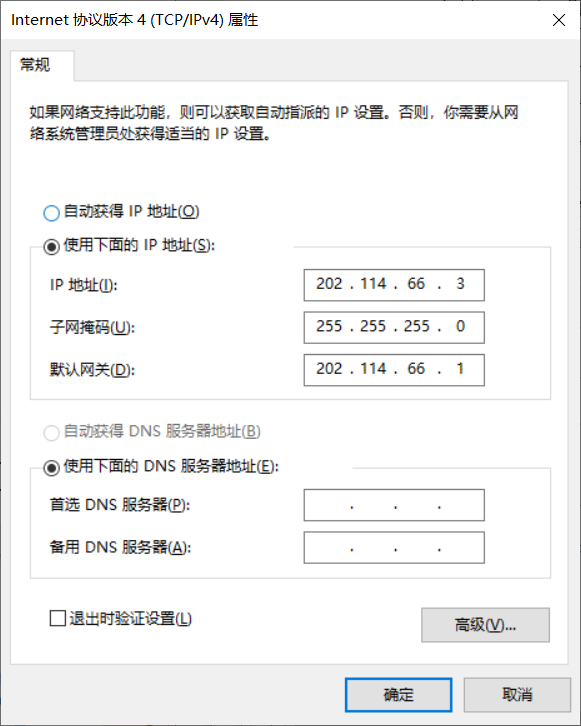 Internet 协议版本 4 (TCP/IPv4) 属性
常规
如果网络支持此功能，则可以获取自动指派的 IP 设置。否则，你需要从网
络系统管理员处获得适当的 IP 设置。
自动获得 IP 地址(O)
使用下面的 IP 地址(S):
IP 地址(I): 202 . 114 . 66 . 3
子网掩码(U): 255 . 255 . 255 . 0
默认网关(D): 202 . 114 . 66 . 1
自动获得 DNS 服务器地址(B)
使用下面的 DNS 服务器地址(E):
首选 DNS 服务器(P): . . .
备用 DNS 服务器(A): . . .
退出时验证设置(L)
高级(V)...
确定 取消